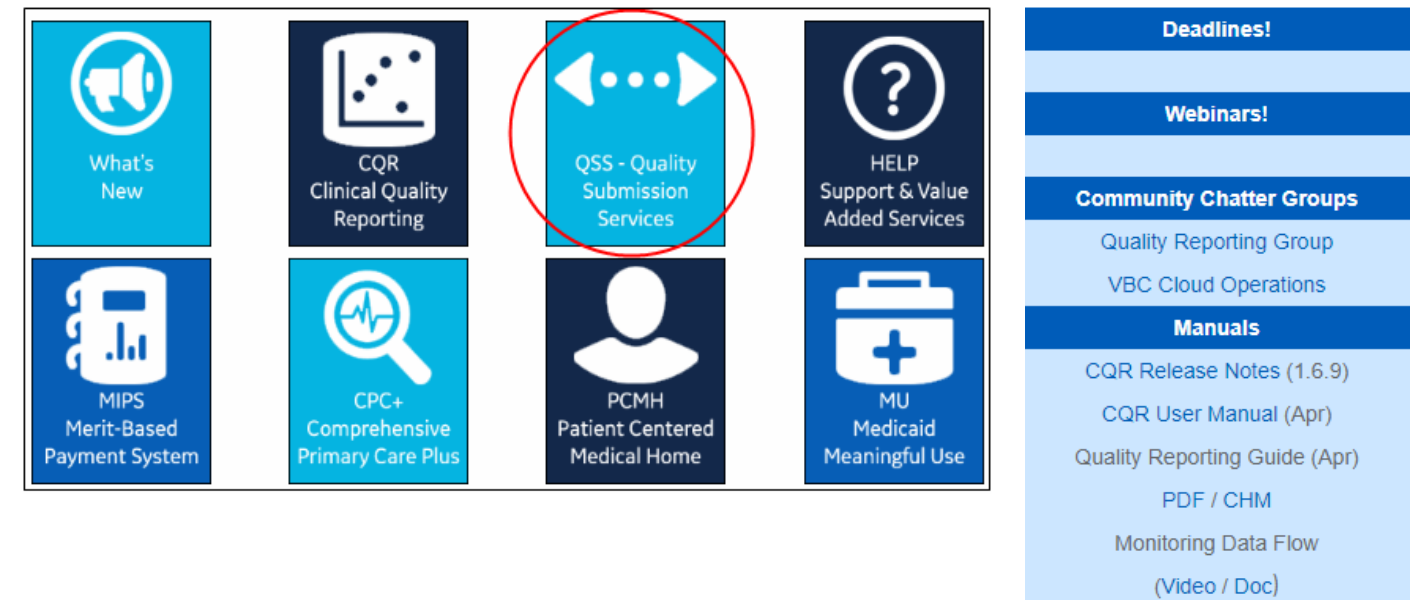 What's
New
CQR
Clinical Quality
Reporting
QSS - Quality
Submission
Services
HELP
Support & Value
Added Services
MIPS
Merit-Based
Payment System
CPC+
Comprehensive
Primary Care Plus
PCMH
Patient Centered
Medical Home
MU
Medicaid
Meaningful Use
Deadlines!
Webinars!
Community Chatter Groups
Quality Reporting Group
VBC Cloud Operations
Manuals
CQR Release Notes (1.6.9)
CQR User Manual (Apr)
Quality Reporting Guide (Apr)
PDF / CHM
Monitoring Data Flow
(Video / Doc)